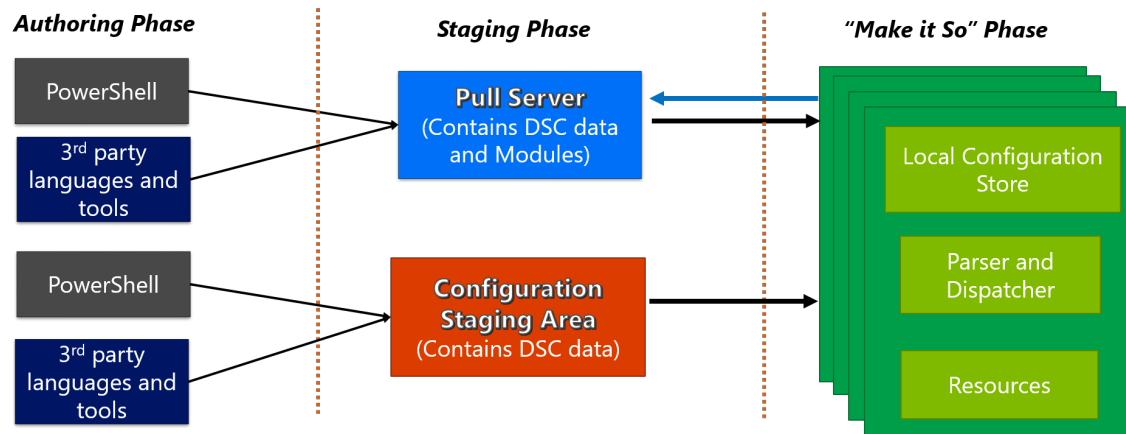 Authoring Phase
Staging Phase
“Make it So” Phase
PowerShell
3rd party
languages and
tools
Pull Server
(Contains DSC data
and Modules)
PowerShell
3rd party
languages and
tools
Configuration
Staging Area
(Contains DSC data)
Local Configuration
Store
Parser and
Dispatcher
Resources